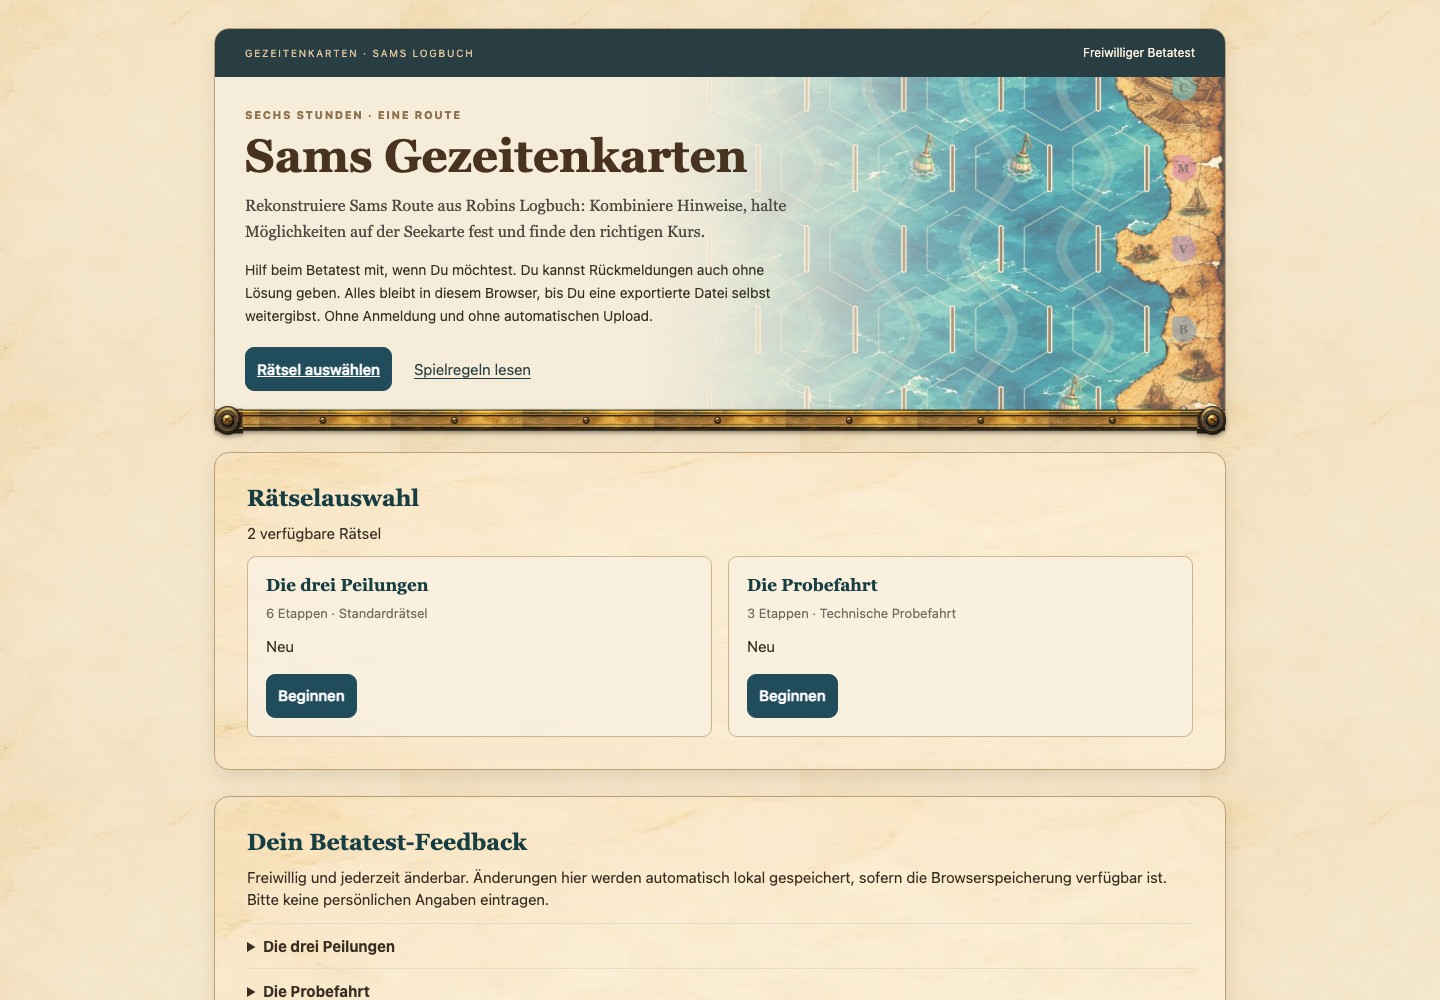 GEZEITENKARTEN · SAMS LOGBUCH
Freiwilliger Betatest
SECHS STUNDEN · EINE ROUTE
Sams Gezeitenkarten
Rekonstruiere Sams Route aus Robins Logbuch: Kombiniere Hinweise, halte
Möglichkeiten auf der Seekarte fest und finde den richtigen Kurs.
Hilf beim Betatest mit, wenn Du möchtest. Du kannst Rückmeldungen auch ohne
Lösung geben. Alles bleibt in diesem Browser, bis Du eine exportierte Datei selbst
weitergibst. Ohne Anmeldung und ohne automatischen Upload.
Rätsel auswählen
Spielregeln lesen
C
M
V
B
Rätselauswahl
2 verfügbare Rätsel
Die drei Peilungen
6 Etappen · Standardrätsel
Neu
Beginnen
Die Probefahrt
3 Etappen · Technische Probefahrt
Neu
Beginnen
Dein Betatest-Feedback
Freiwillig und jederzeit änderbar. Änderungen hier werden automatisch lokal gespeichert, sofern die Browserspeicherung verfügbar ist.
Bitte keine persönlichen Angaben eintragen.
Die drei Peilungen
Die Probefahrt